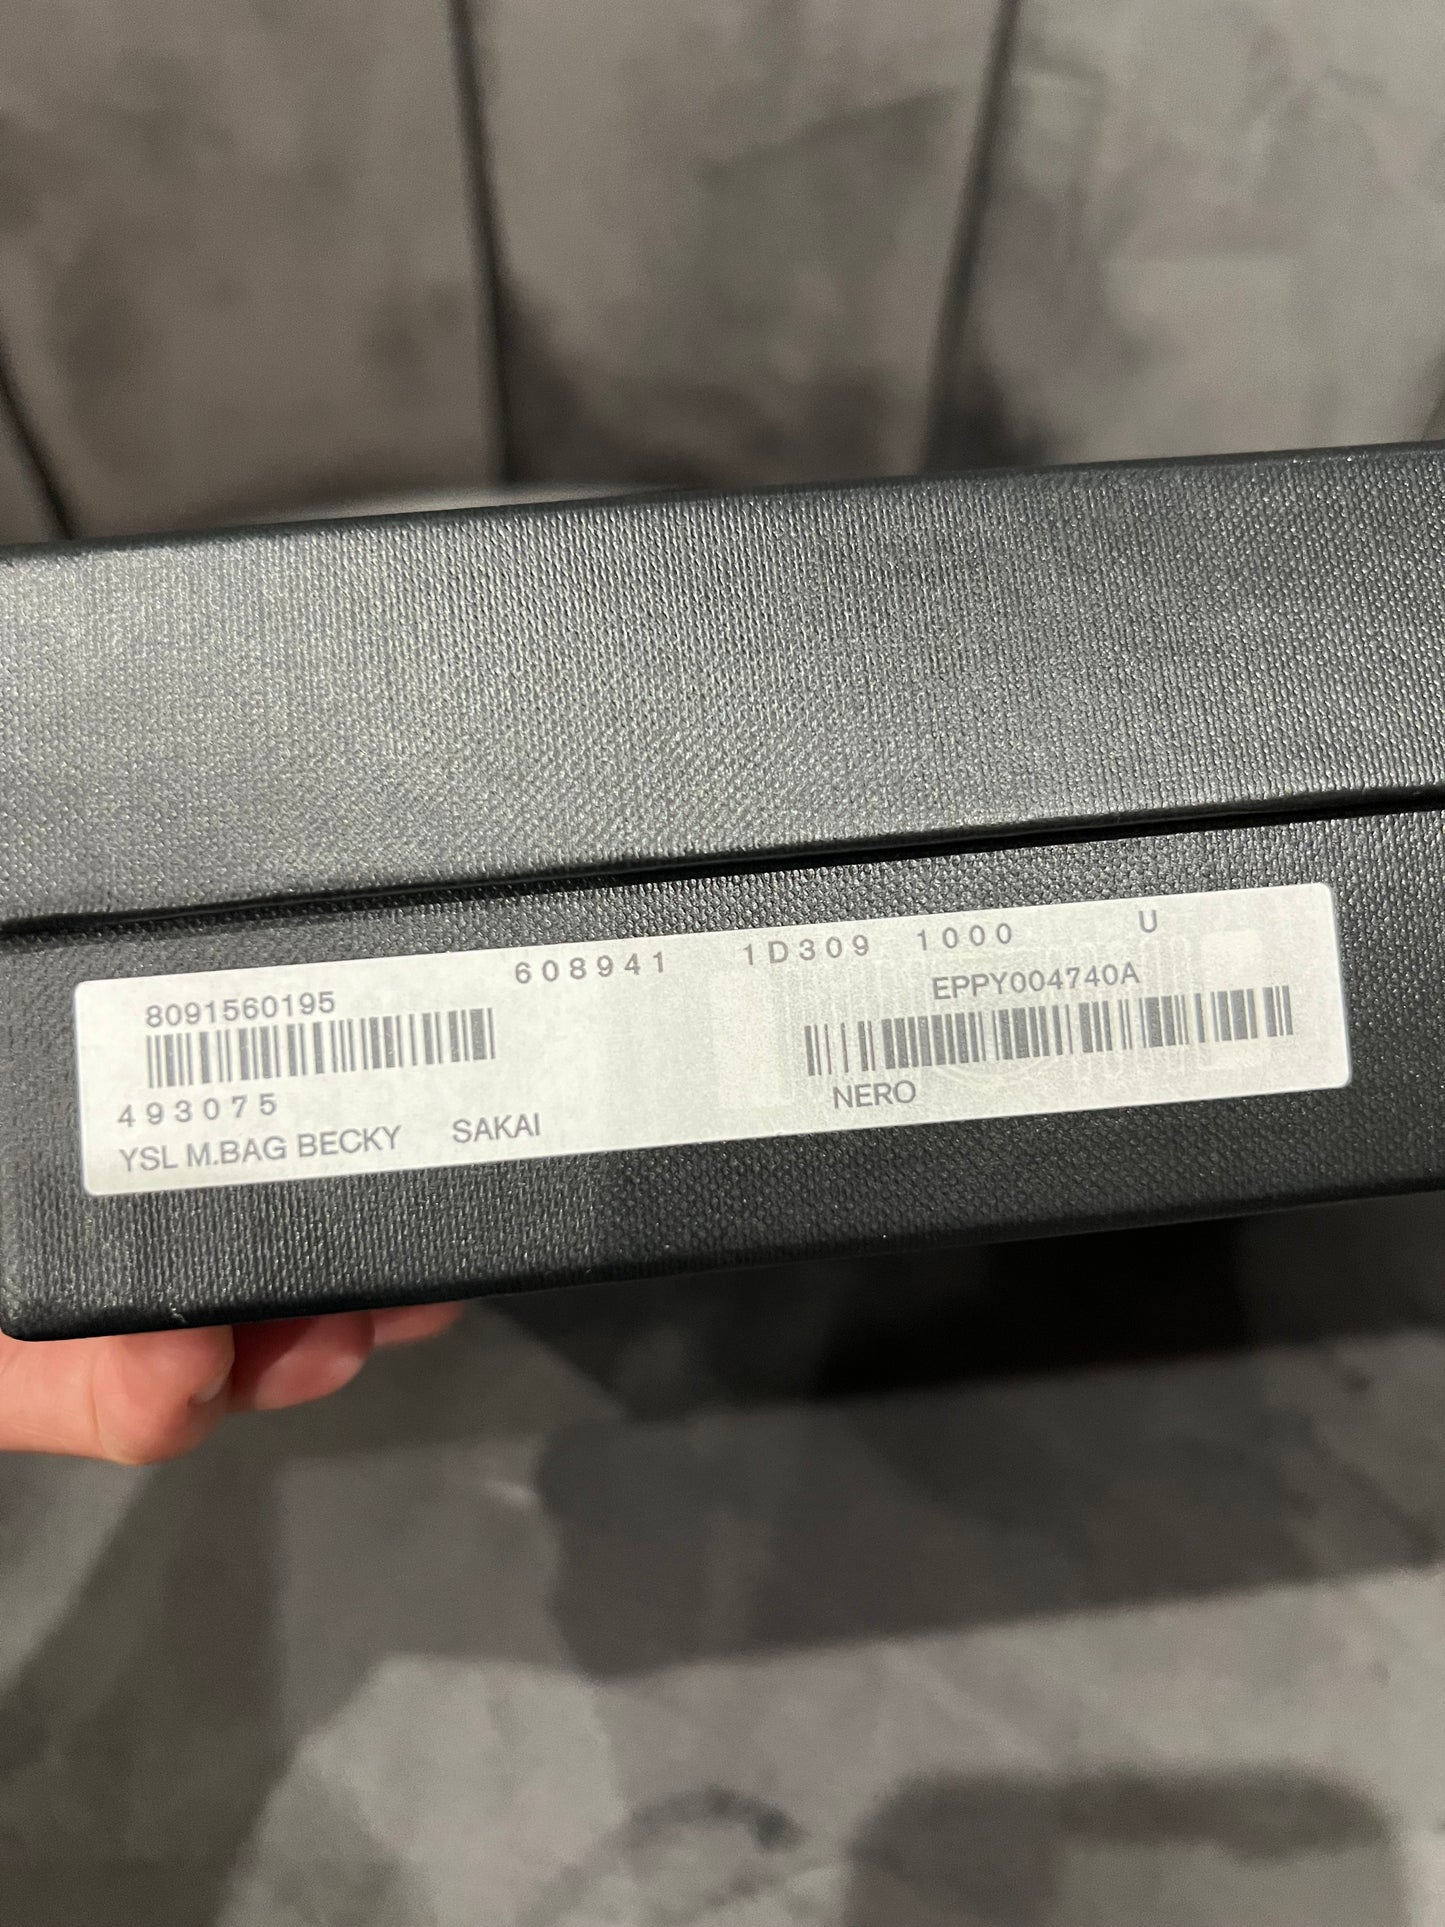 608941 1D309 1000 U
8091560195 EPPY004740A
493075 NERO
YSL M.BAG BECKY SAKAI